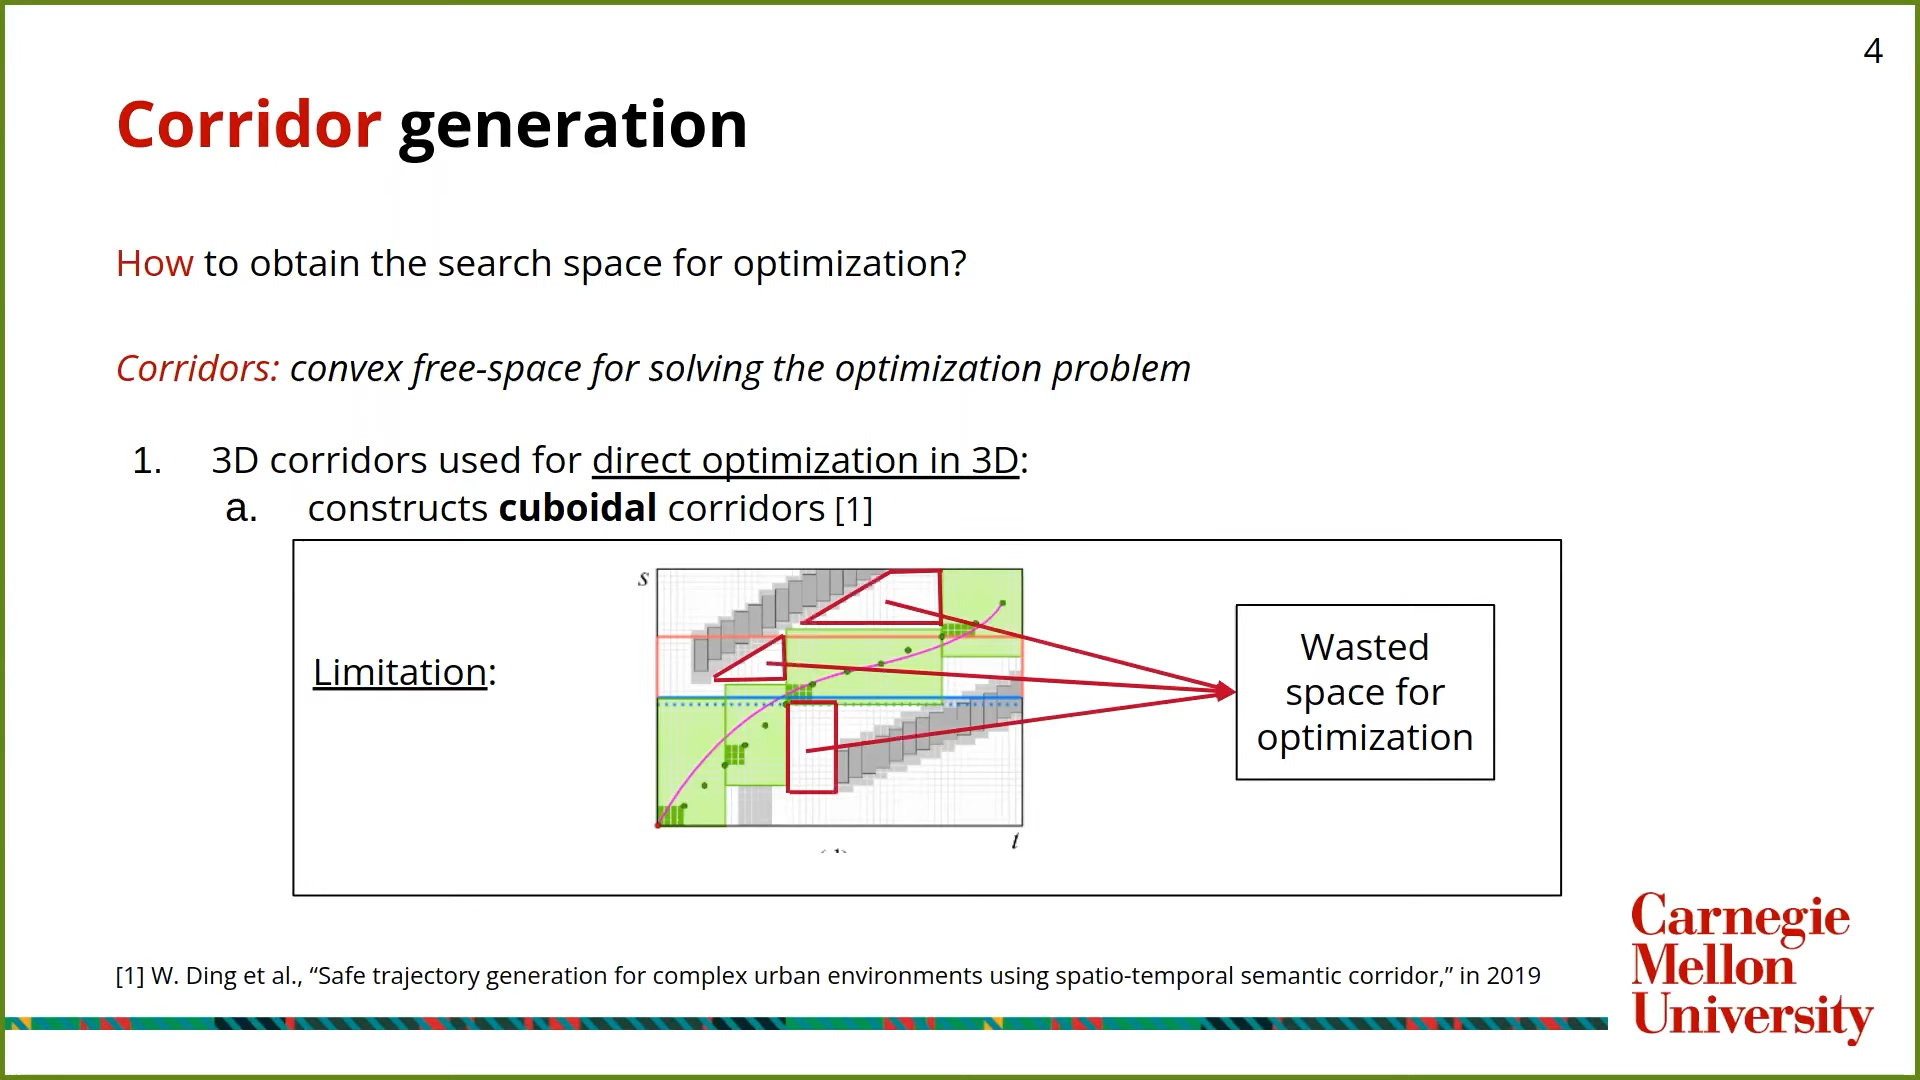 4
Corridor generation
How to obtain the search space for optimization?
Corridors: convex free-space for solving the optimization problem
1. 3D corridors used for direct optimization in 3D:
a. constructs cuboidal corridors [1]
Limitation:
s
t
Wasted
space for
optimization
[1] W. Ding et al., “Safe trajectory generation for complex urban environments using spatio-temporal semantic corridor,” in 2019
Carnegie
Mellon
University